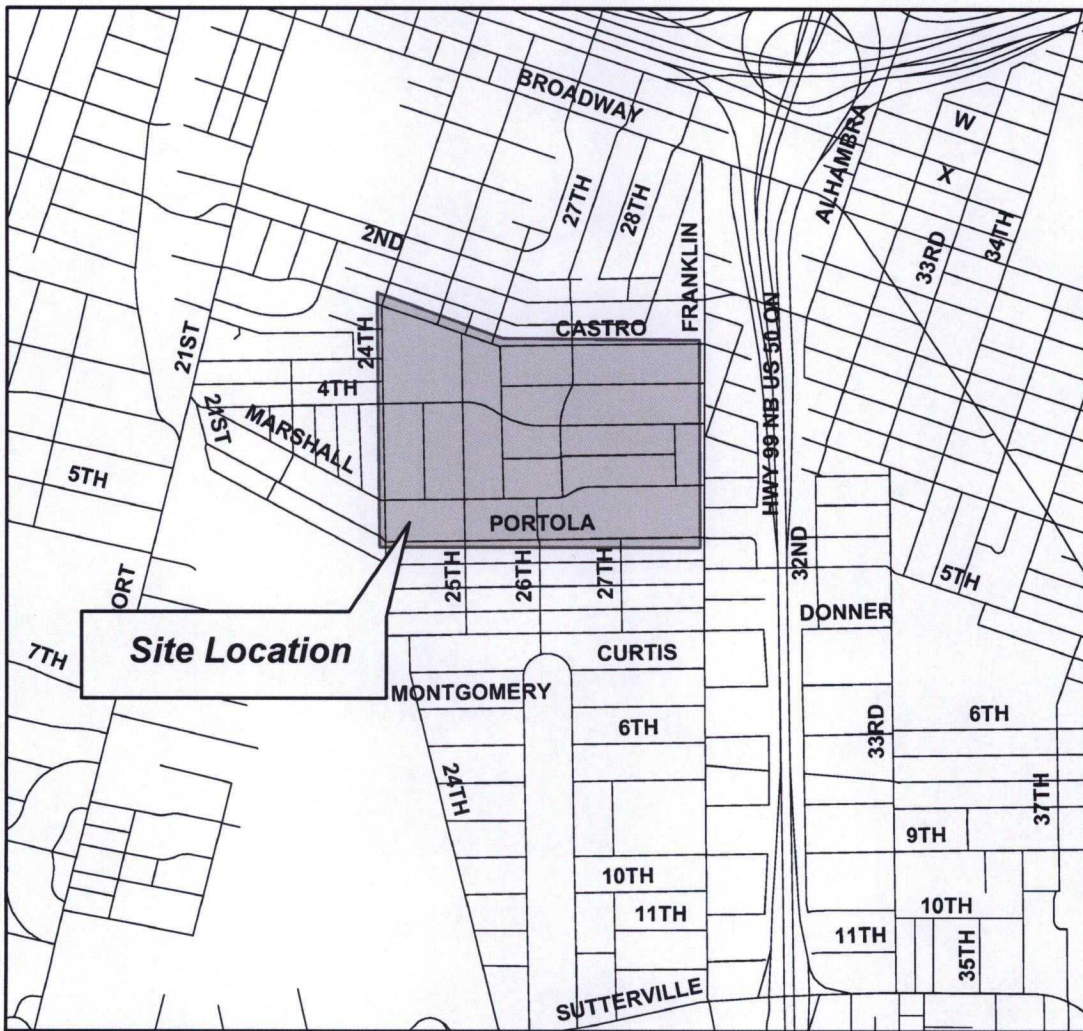 BROADWAY
W
X
ALHAMBRA
27TH
28TH
34TH
33RD
2ND
FRANKLIN
CASTRO
HWY 99 NB US 50 ON
24TH
21ST
4TH
21ST
MARSHALL
5TH
PORTOLA
32ND
5TH
25TH
26TH
27TH
ORT
DONNER
7TH
Site Location
CURTIS
MONTGOMERY
6TH
33RD
6TH
24TH
37TH
9TH
10TH
11TH
10TH
11TH
35TH
SUTTERVILLE